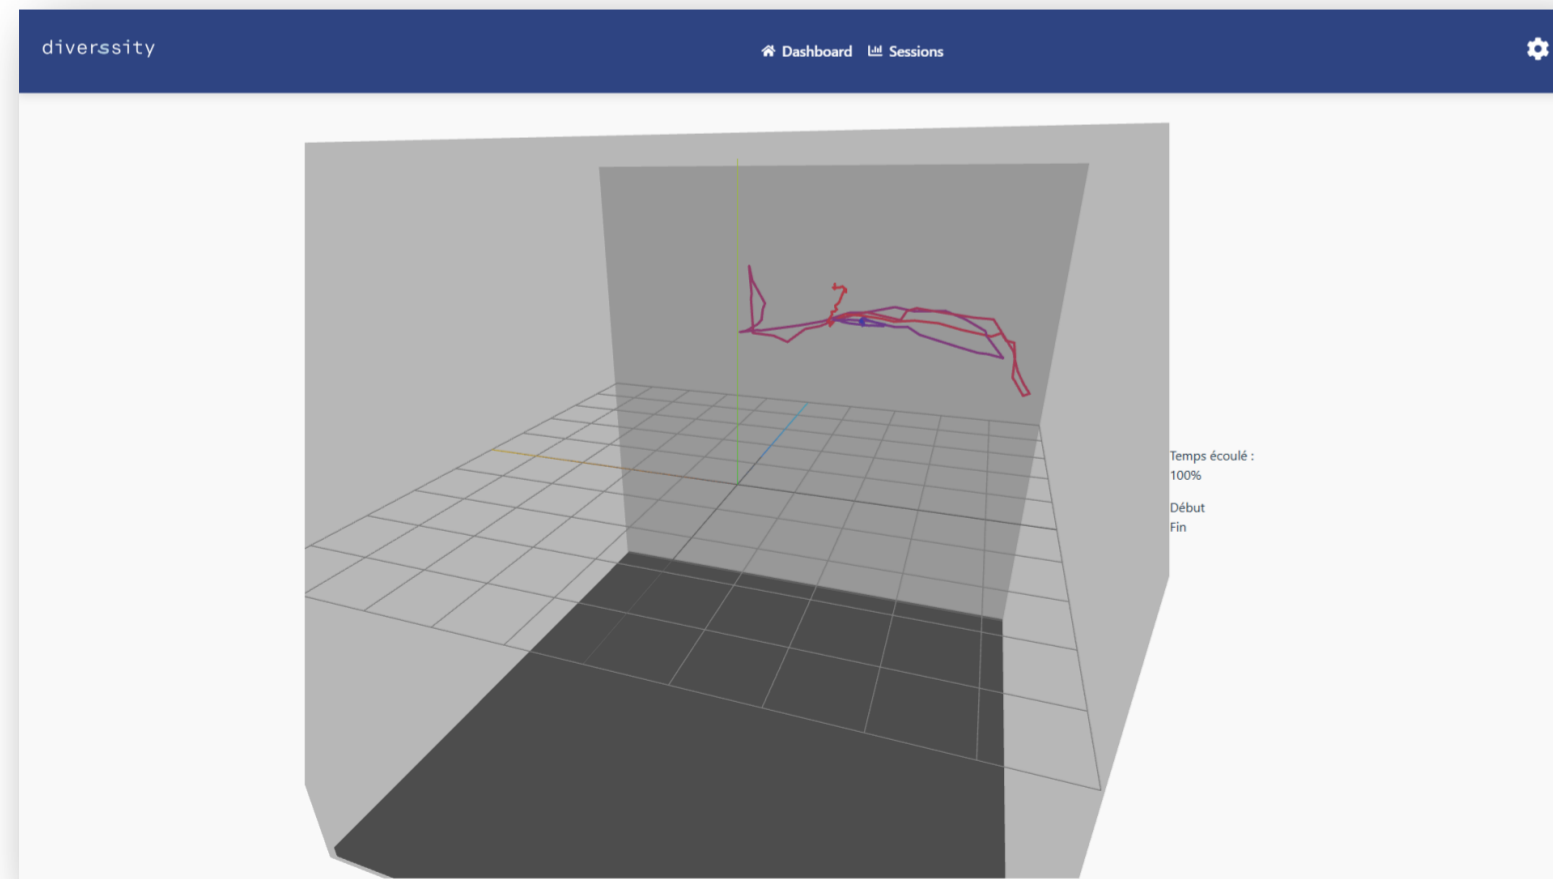 diverssity
Dashboard
Sessions
Temps écoulé :
100%
Début
Fin